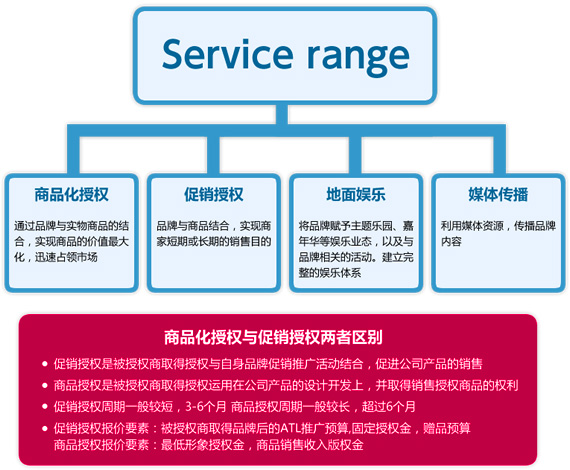 Service range
商品化授权
通过品牌与实物商品的结
合，实现商品的价值最大
化，迅速占领市场
促销授权
品牌与商品结合，实现商
家短期或长期的销售目的
地面娱乐
将品牌赋予主题乐园、嘉
年华等娱乐业态，以及与
品牌相关的活动。建立完
整的娱乐体系
媒体传播
利用媒体资源，传播品牌
内容
商品化授权与促销授权两者区别
促销授权是被授权商取得授权与自身品牌促销推广活动结合，促进公司产品的销售
商品授权是被授权商取得授权运用在公司产品的设计开发上，并取得销售授权商品的权利
促销授权周期一般较短，3-6个月 商品授权周期一般较长，超过6个月
促销授权报价要素：被授权商取得品牌后的ATL推广预算,固定授权金，赠品预算
商品授权报价要素：最低形象授权金，商品销售收入版权金